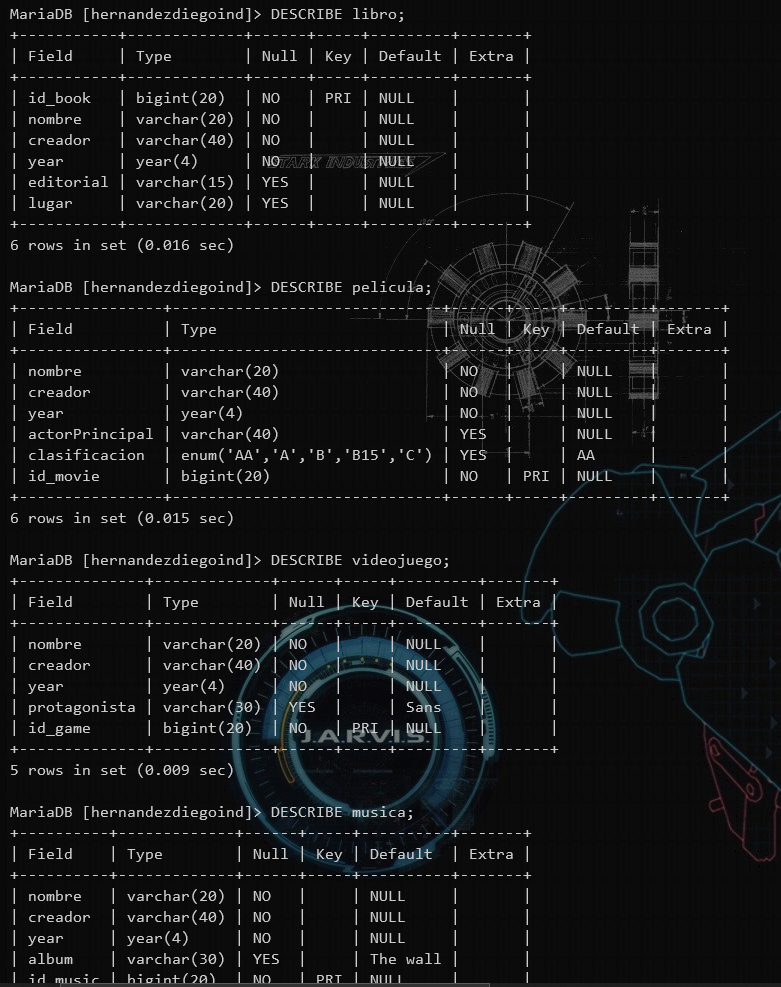 MariaDB [hernandezdiegoind]> DESCRIBE libro;
+-----------+-------------+------+-----+---------+-------+
| Field     | Type        | Null | Key | Default | Extra |
+-----------+-------------+------+-----+---------+-------+
| id_book   | bigint(20)  | NO   | PRI | NULL    |       |
| nombre    | varchar(20) | NO   |     | NULL    |       |
| creador   | varchar(40) | NO   |     | NULL    |       |
| year      | year(4)     | NO   |     | NULL    |       |
STARK INDUSTRIES
| editorial | varchar(15) | YES  |     | NULL    |       |
| lugar     | varchar(20) | YES  |     | NULL    |       |
+-----------+-------------+------+-----+---------+-------+
6 rows in set (0.016 sec)
MariaDB [hernandezdiegoind]> DESCRIBE pelicula;
+----------------+------------------------------+------+-----+---------+-------+
| Field          | Type                         | Null | Key | Default | Extra |
+----------------+------------------------------+------+-----+---------+-------+
| nombre         | varchar(20)                  | NO   |     | NULL    |       |
| creador        | varchar(40)                  | NO   |     | NULL    |       |
| year           | year(4)                      | NO   |     | NULL    |       |
| actorPrincipal | varchar(40)                  | YES  |     | NULL    |       |
| clasificacion  | enum('AA','A','B','B15','C') | YES  |     | AA      |       |
| id_movie       | bigint(20)                   | NO   | PRI | NULL    |       |
+----------------+------------------------------+------+-----+---------+-------+
6 rows in set (0.015 sec)
MariaDB [hernandezdiegoind]> DESCRIBE videojuego;
+--------------+-------------+------+-----+---------+-------+
| Field        | Type        | Null | Key | Default | Extra |
+--------------+-------------+------+-----+---------+-------+
| nombre       | varchar(20) | NO   |     | NULL    |       |
| creador      | varchar(40) | NO   |     | NULL    |       |
| year         | year(4)     | NO   |     | NULL    |       |
| protagonista | varchar(30) | YES  |     | Sans    |       |
| id_game      | bigint(20)  | NO   | PRI | NULL    |       |
J.A.R.V.I.S.
+--------------+-------------+------+-----+---------+-------+
5 rows in set (0.009 sec)
MariaDB [hernandezdiegoind]> DESCRIBE musica;
+----------+-------------+------+-----+----------+-------+
| Field    | Type        | Null | Key | Default  | Extra |
+----------+-------------+------+-----+----------+-------+
| nombre   | varchar(20) | NO   |     | NULL     |       |
| creador  | varchar(40) | NO   |     | NULL     |       |
| year     | year(4)     | NO   |     | NULL     |       |
| album    | varchar(30) | YES  |     | The wall |       |
| id_music | bigint(20)  | NO   | PRI | NULL     |       |